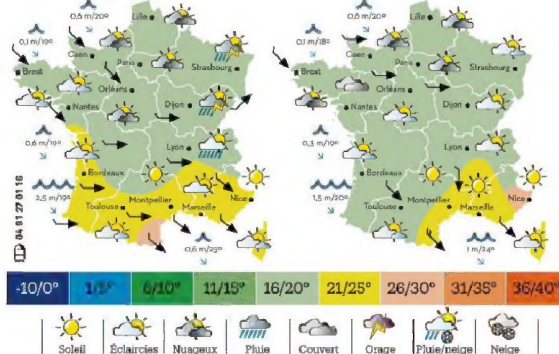 0,5 m/20°
Lille
0,1 m/19°
Caen
Paris
Brest
Strasbourg
Orléans
Nantes
Dijon
0,6 m/19°
Lyon
Bordeaux
2,5 m/19°
Toulouse
Montpellier
Marseille
Nice
0,6 m/25°
04 91 27 01 16
0,6 m/20°
Lille
0,1 m/18°
Caen
Paris
Brest
Strasbourg
Orléans
Nantes
Dijon
0,3 m/19°
Lyon
Bordeaux
1,5 m/20°
Toulouse
Montpellier
Marseille
Nice
1 m/24°
-10/0° 1/5° 6/10° 11/15° 16/20° 21/25° 26/30° 31/35° 36/40°
Soleil Éclaircies Nuageux Pluie Couvert Orage Pluie/neige Neige